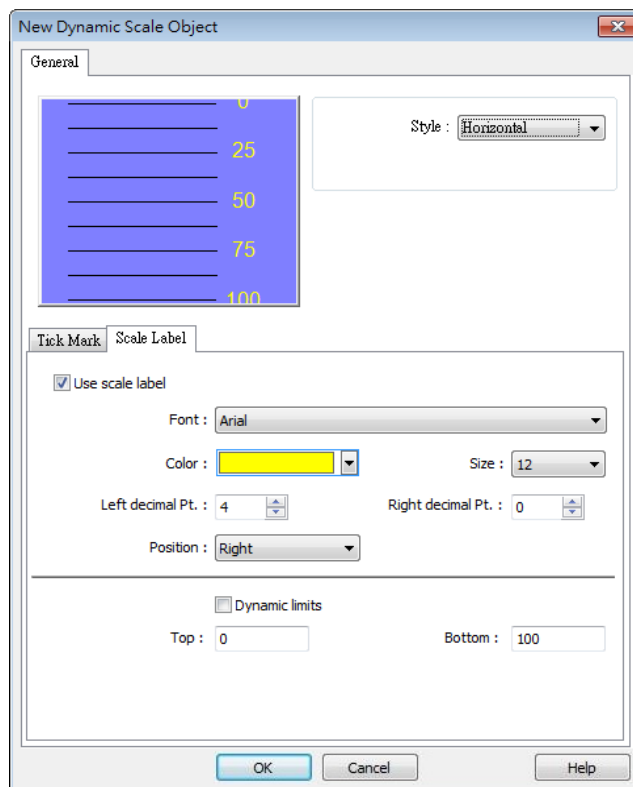 New Dynamic Scale Object
General
0
25
50
75
100
Style : Horizontal
Tick Mark Scale Label
Use scale label
Font : Arial
Color : Size : 12
Left decimal Pt. : 4 Right decimal Pt. : 0
Position : Right
Dynamic limits
Top : 0 Bottom : 100
OK Cancel Help